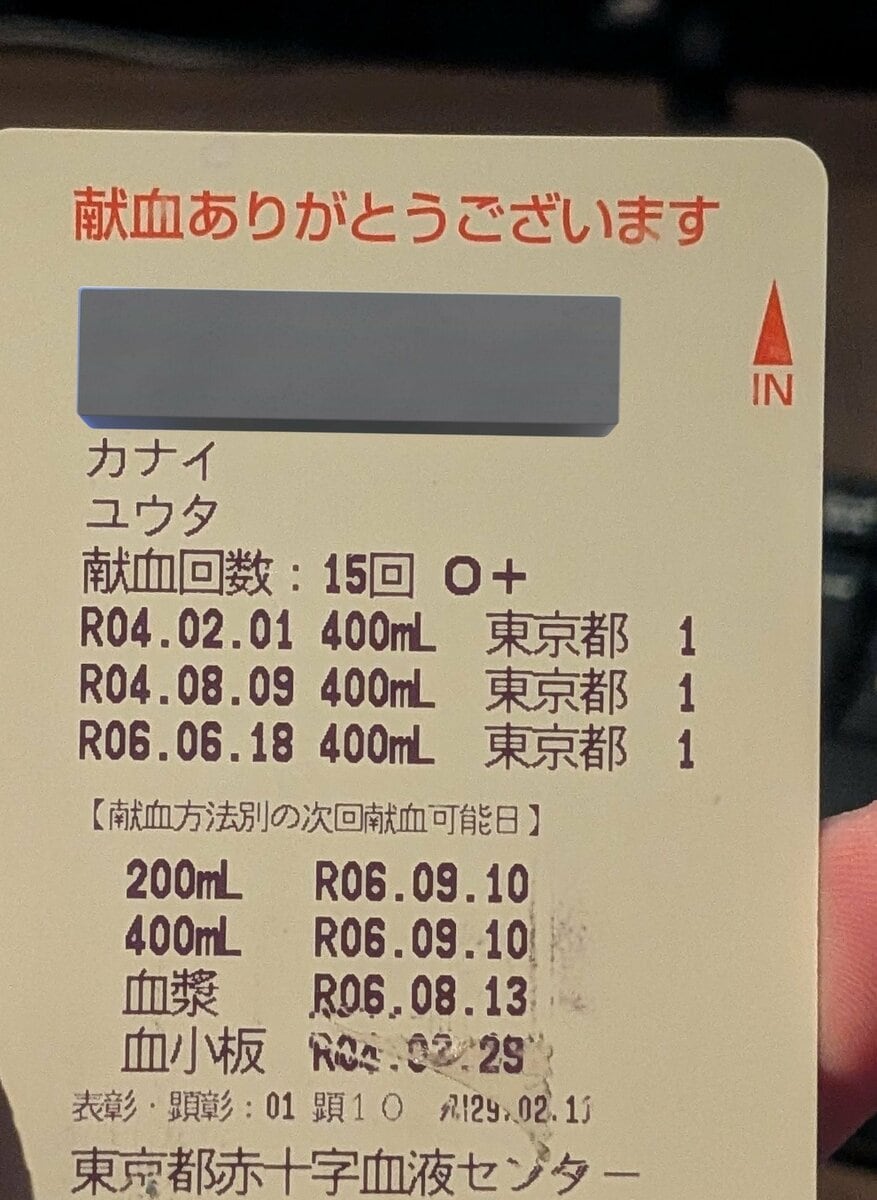 献血ありがとうございます
IN
カナイ
ユウタ
献血回数：15回 O+
R04.02.01 400mL 東京都 1
R04.08.09 400mL 東京都 1
R06.06.18 400mL 東京都 1
【献血方法別の次回献血可能日】
200mL R06.09.10
400mL R06.09.10
血漿 R06.08.13
血小板
表彰・顕彰：01 顕10
東京都赤十字血液センター